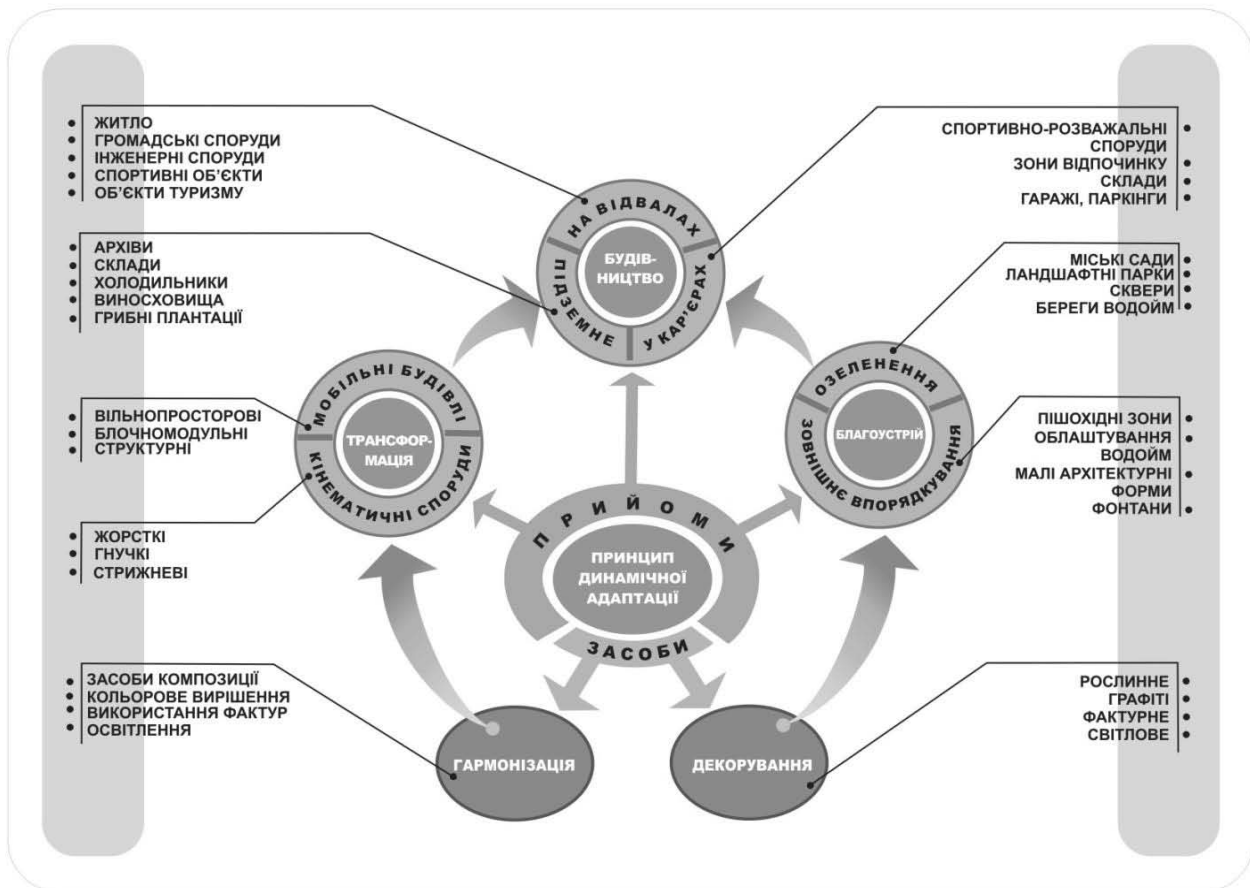 ЖИТЛО
ГРОМАДСЬКІ СПОРУДИ
ІНЖЕНЕРНІ СПОРУДИ
СПОРТИВНІ ОБ’ЄКТИ
ОБ’ЄКТИ ТУРИЗМУ
АРХІВИ
СКЛАДИ
ХОЛОДИЛЬНИКИ
ВИНОСХОВИЩА
ГРИБНІ ПЛАНТАЦІЇ
ВІЛЬНОПРОСТОРОВІ
БЛОЧНОМОДУЛЬНІ
СТРУКТУРНІ
ЖОРСТКІ
ГНУЧКІ
СТРИЖНЕВІ
ЗАСОБИ КОМПОЗИЦІЇ
КОЛЬОРОВЕ ВИРІШЕННЯ
ВИКОРИСТАННЯ ФАКТУР
ОСВІТЛЕННЯ
НА ВІДВАЛАХ
ПІДЗЕМНЕ
У КАР’ЄРАХ
БУДІВ-
НИЦТВО
МОБІЛЬНІ БУДІВЛІ
ТРАНСФОР-
МАЦІЯ
КІНЕМАТИЧНІ СПОРУДИ
ОЗЕЛЕНЕННЯ
БЛАГОУСТРІЙ
ЗОВНІШНЄ ВПОРЯДКУВАННЯ
ПРИЙОМИ
ПРИНЦИП
ДИНАМІЧНОЇ
АДАПТАЦІЇ
ЗАСОБИ
ГАРМОНІЗАЦІЯ
ДЕКОРУВАННЯ
СПОРТИВНО-РОЗВАЖАЛЬНІ
СПОРУДИ
ЗОНИ ВІДПОЧИНКУ
СКЛАДИ
ГАРАЖІ, ПАРКІНГИ
МІСЬКІ САДИ
ЛАНДШАФТНІ ПАРКИ
СКВЕРИ
БЕРЕГИ ВОДОЙМ
ПІШОХІДНІ ЗОНИ
ОБЛАШТУВАННЯ
ВОДОЙМ
МАЛІ АРХІТЕКТУРНІ
ФОРМИ
ФОНТАНИ
РОСЛИННЕ
ГРАФІТІ
ФАКТУРНЕ
СВІТЛОВЕ